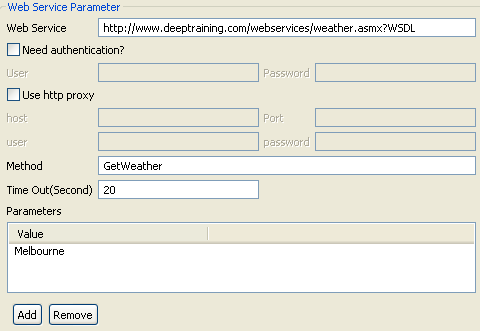 Web Service Parameter
Web Service http://www.deeptraining.com/webservices/weather.asmx?WSDL
Need authentication?
User Password
Use http proxy
host Port
user password
Method GetWeather
Time Out(Second) 20
Parameters
Value
Melbourne
Add Remove